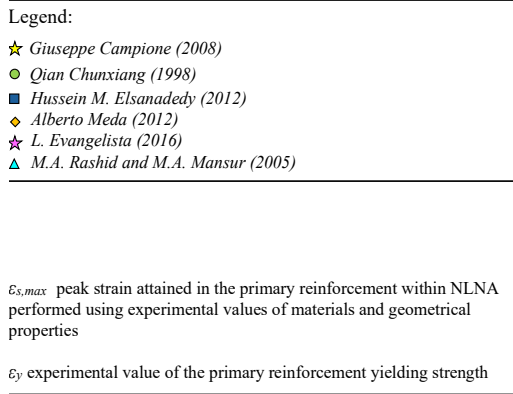 Legend:
Giuseppe Campione (2008)
Qian Chunxiang (1998)
Hussein M. Elsanadedy (2012)
Alberto Meda (2012)
L. Evangelista (2016)
M.A. Rashid and M.A. Mansur (2005)
εs,max peak strain attained in the primary reinforcement within NLNA
performed using experimental values of materials and geometrical
properties
εy experimental value of the primary reinforcement yielding strength